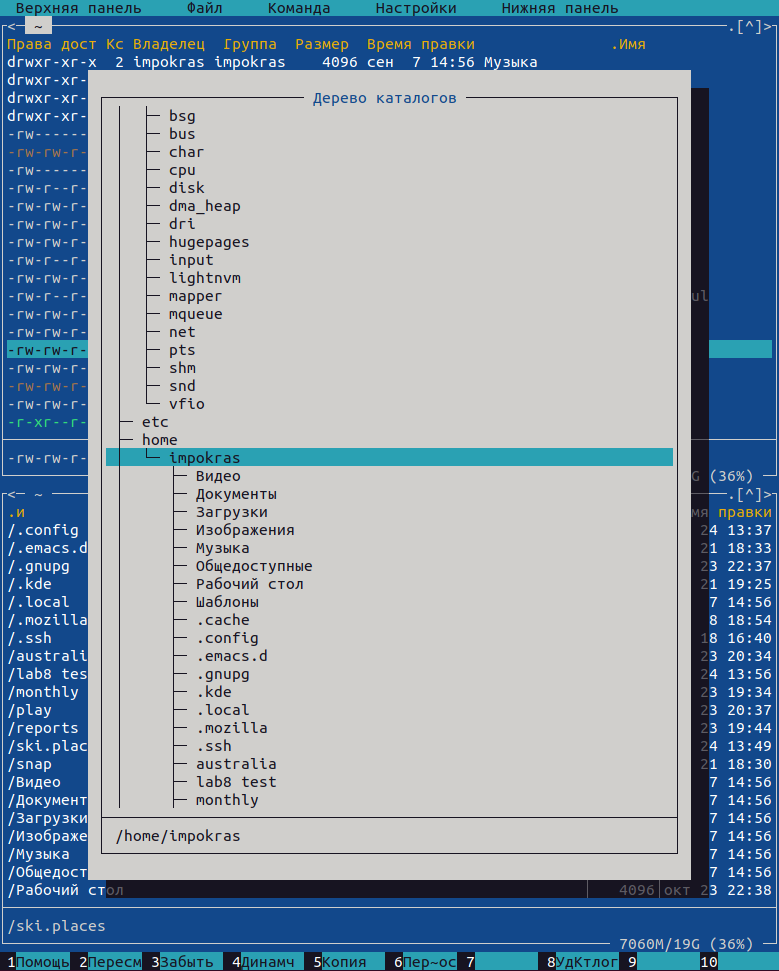 Верхняя панель Файл Команда Настройки Нижняя панель
<─ ~ .[^]>
Права дост Кс Владелец Группа Размер Время правки .Имя
drwxr-xr-x 2 impokras impokras 4096 сен 7 14:56 Музыка
drwxr-xr-
drwxr-xr- Дерево каталогов
drwxr-xr- bsg
-rw------ bus
-rw-rw-r- char
-rw------ cpu
-rw-r--r- disk
-rw-rw-r- dma_heap
-rw-rw-r- dri
-rw-rw-r- hugepages
-rw-r--r- input
-rw-rw-r- lightnvm
-rw-r--r- mapper ul
-rw-rw-r- mqueue
-rw-rw-r- net
-rw-rw-r- pts
-rw-rw-r- shm
-rw-rw-r- snd
-rw-rw-r- vfio
-r-xr--r- etc
home
-rw-rw-r- impokras
Видео G (36%)
<─ ~ Документы .[^]>
.и Загрузки мя правки
/.config Изображения 24 13:37
/.emacs.d Музыка 21 18:33
/.gnupg Общедоступные 23 22:37
/.kde Рабочий стол 21 19:25
/.local Шаблоны 7 14:56
/.mozilla .cache 8 18:54
/.ssh .config 18 16:40
/australi .emacs.d 23 20:34
/lab8 tes .gnupg 24 13:56
/monthly .kde 23 19:34
/play .local 23 20:37
/reports .mozilla 23 19:44
/ski.plac .ssh 24 13:49
/snap australia 21 18:30
/Видео lab8 test 7 14:56
/Документ monthly 7 14:56
/Загрузки 7 14:56
/Изображе /home/impokras 7 14:56
/Музыка 7 14:56
/Общедост 7 14:56
/Рабочий стол 4096 окт 23 22:38
/ski.places
7060M/19G (36%)
1Помощь 2Пересм 3Забыть 4Динамч 5Копия 6Пер~ос 7 8УдКтлог 9 10